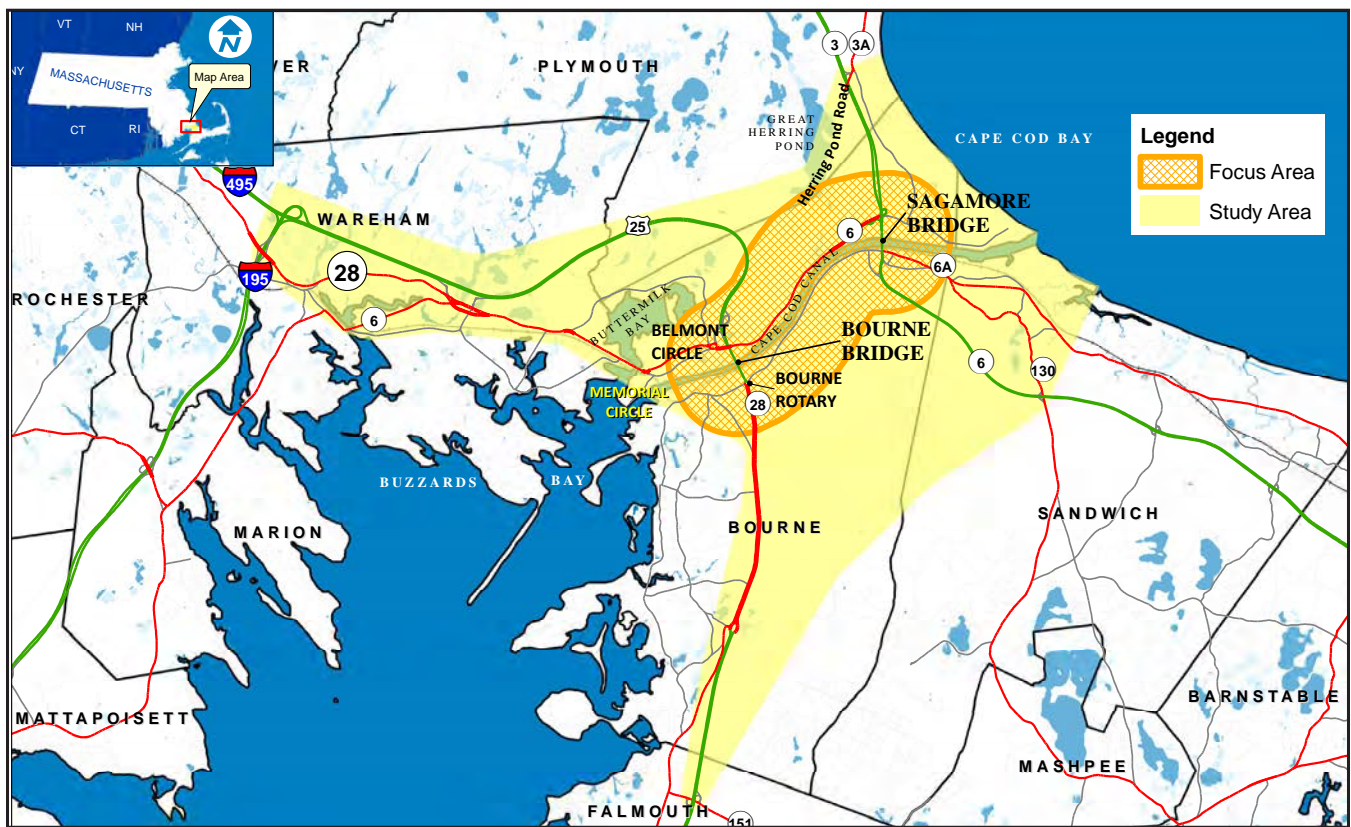 VT
NH
NY
MASSACHUSETTS
CT
RI
N
Map Area
VER
PLYMOUTH
3
3A
Herring Pond Road
GREAT
HERRING
POND
CAPE COD BAY
Legend
Focus Area
Study Area
495
WAREHAM
25
SAGAMORE
BRIDGE
6
195
28
6A
ROCHESTER
6
BUTTERMILK
BAY
BELMONT
CIRCLE
CAPE COD CANAL
BOURNE
BRIDGE
6
130
BOURNE
ROTARY
MEMORIAL
CIRCLE
28
BUZZARDS BAY
MARION
BOURNE
SANDWICH
MATTAPOISETT
BARNSTABLE
MASHPEE
FALMOUTH
151